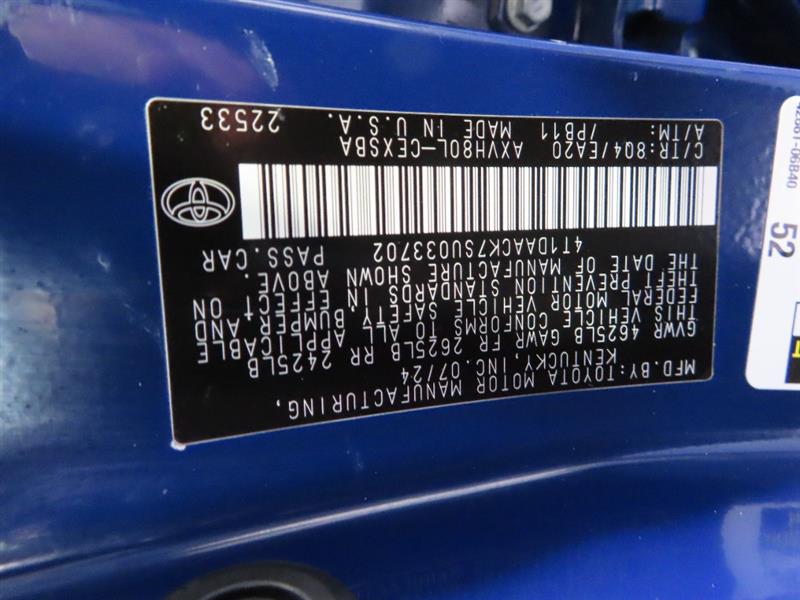 MFD.BY: TOYOTA MOTOR MANUFACTURING,
KENTUCKY, INC. 07/24
GVWR 4625LB GAWR FR 2625LB RR 2425LB
THIS VEHICLE CONFORMS TO ALL APPLICABLE
FEDERAL MOTOR VEHICLE SAFETY, BUMPER, AND
THEFT PREVENTION STANDARDS IN EFFECT ON
THE DATE OF MANUFACTURE SHOWN ABOVE.
4T1DAACK7SU033702 PASS.CAR
C/TR:8Q4/EA20 AXVH80L-CEXSBA
A/TM: /PB11 MADE IN U.S.A. 22533
52